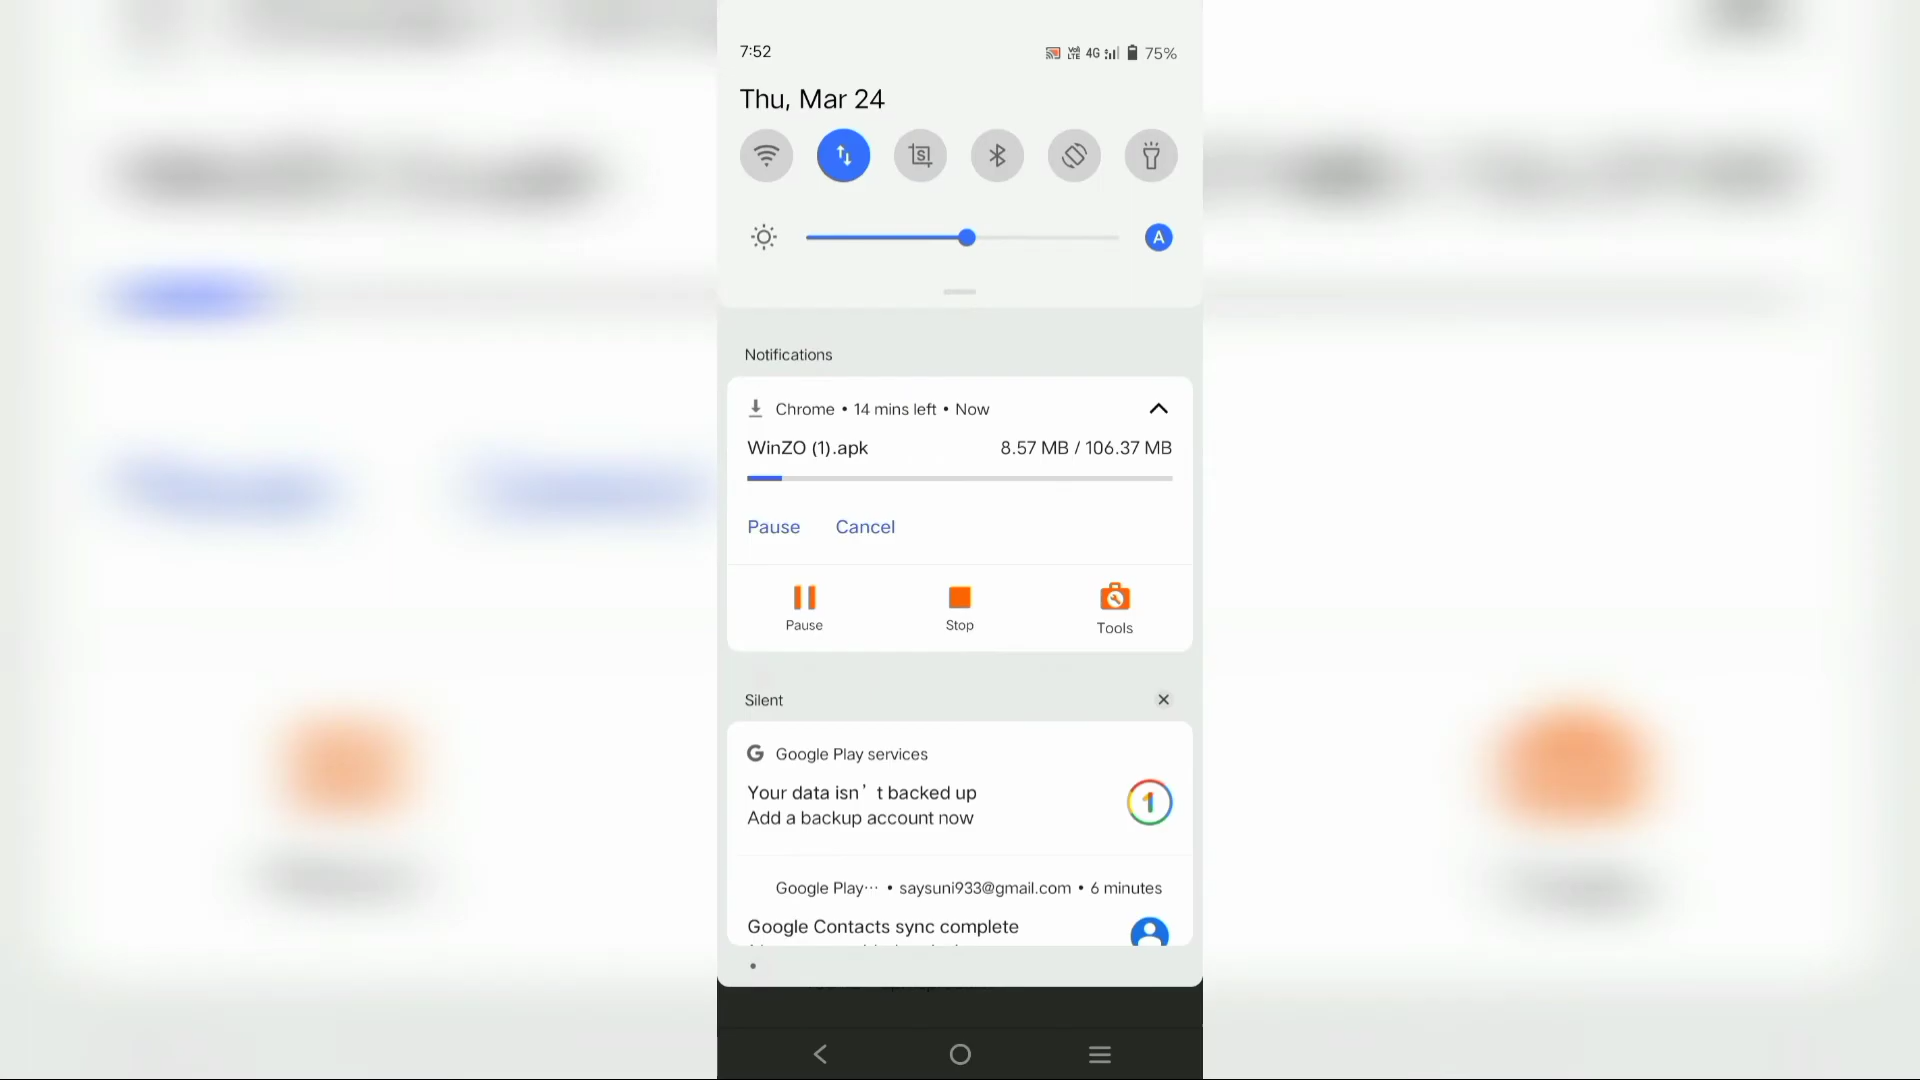 7:52
Vol LTE 4G 75%
Thu, Mar 24
A
Notifications
Chrome • 14 mins left • Now
WinZO (1).apk 8.57 MB / 106.37 MB
Pause Cancel
Pause Stop Tools
Silent
Google Play services
Your data isn't backed up
Add a backup account now
Google Play··· • saysuni933@gmail.com • 6 minutes
Google Contacts sync complete